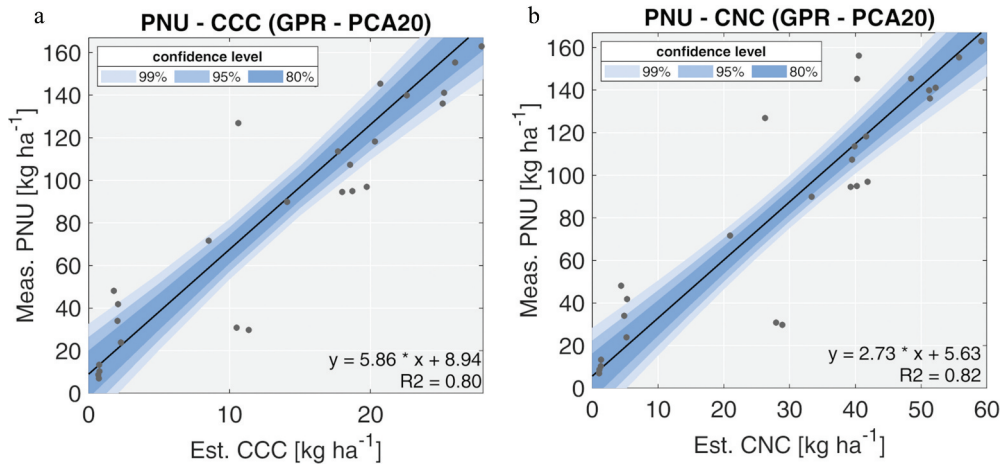 a
PNU - CCC (GPR - PCA20)
confidence level
99% 95% 80%
160
140
120
100
80
60
40
20
0
Meas. PNU [kg ha-1]
y = 5.86 * x + 8.94
R2 = 0.80
0 10 20
Est. CCC [kg ha-1]
b
PNU - CNC (GPR - PCA20)
confidence level
99% 95% 80%
160
140
120
100
80
60
40
20
0
Meas. PNU [kg ha-1]
y = 2.73 * x + 5.63
R2 = 0.82
0 10 20 30 40 50 60
Est. CNC [kg ha-1]